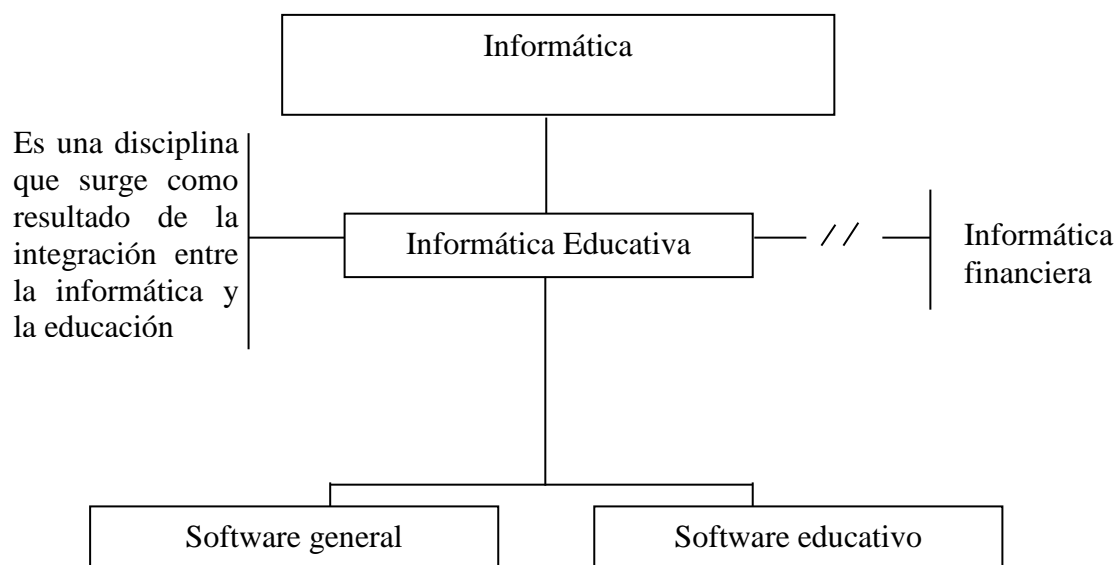 Informática
Es una disciplina
que surge como
resultado de la
integración entre
la informática y
la educación
Informática Educativa
Informática
financiera
Software general
Software educativo